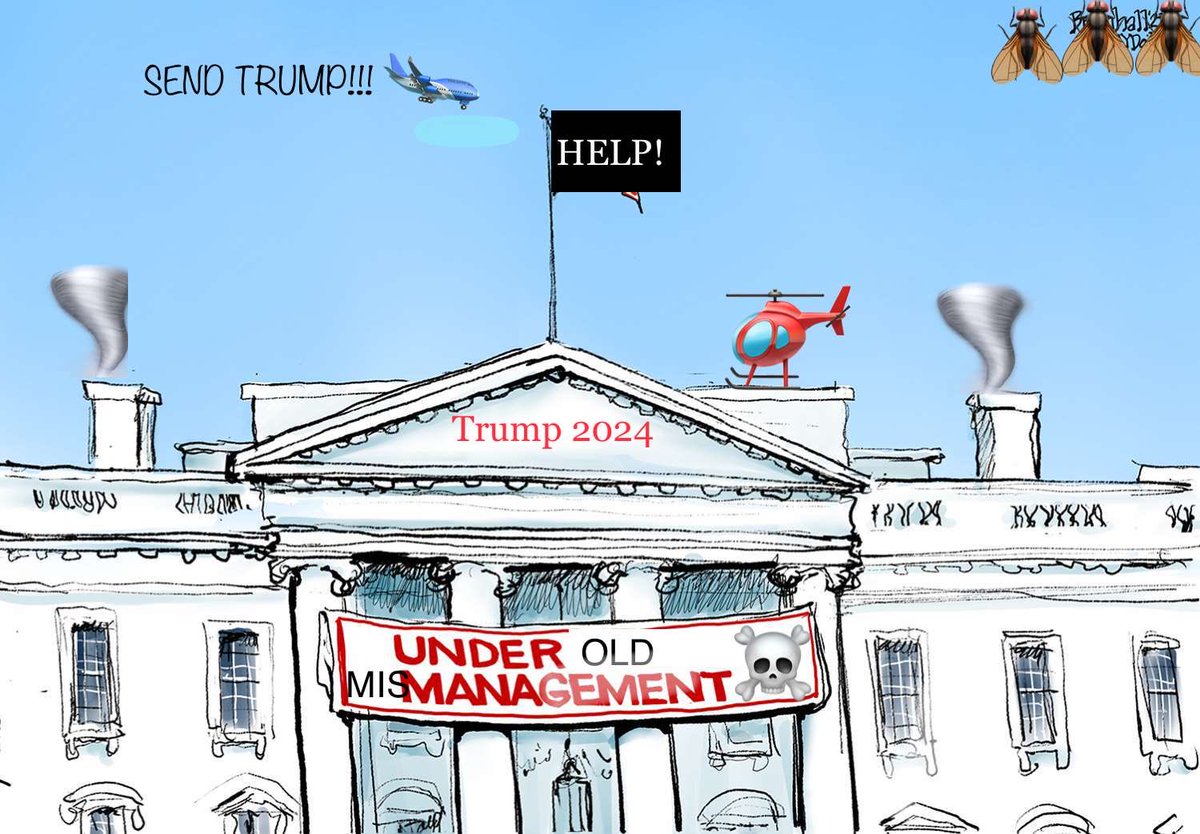 SEND TRUMP!!!
HELP!
Trump 2024
UNDER OLD
MISMANAGEMENT